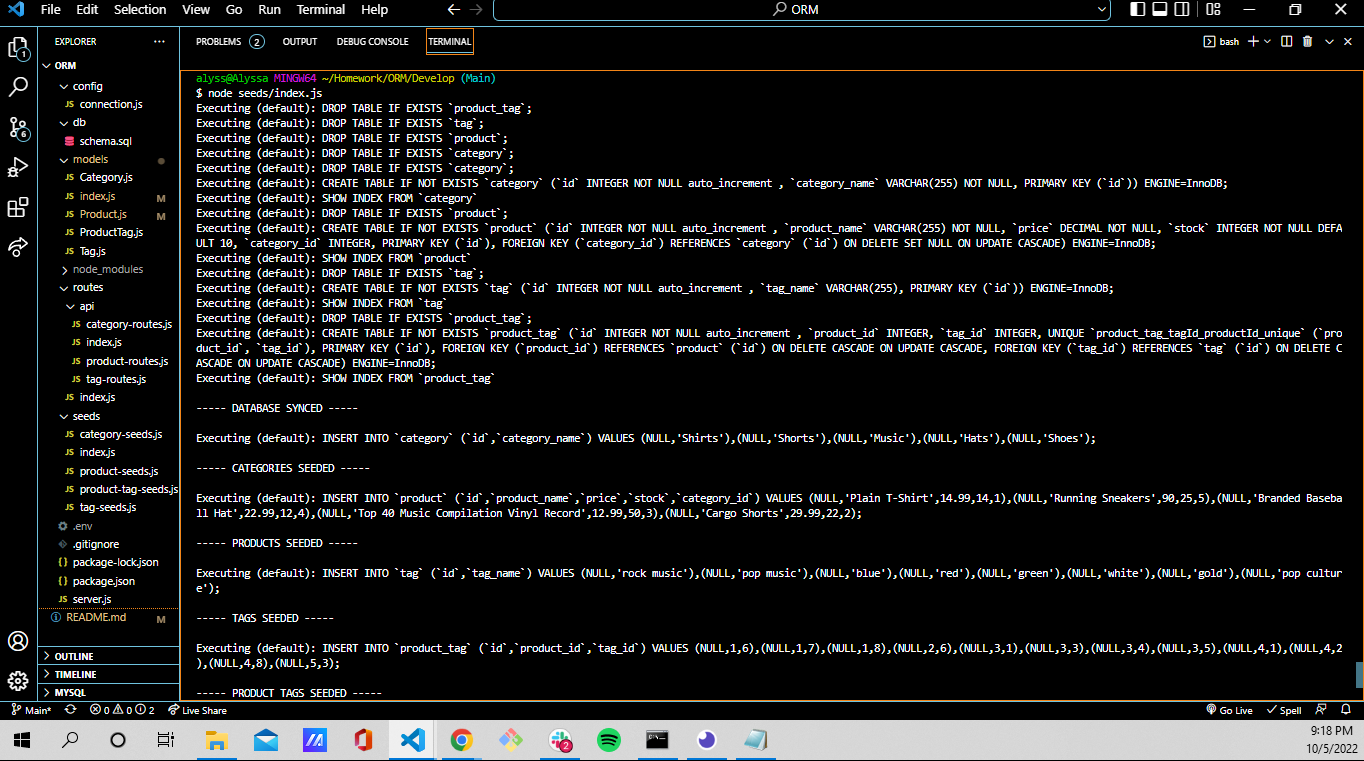 File Edit Selection View Go Run Terminal Help ORM
EXPLORER
ORM
config
JS connection.js
db
schema.sql
models
JS Category.js
JS index.js M
JS Product.js M
JS ProductTag.js
JS Tag.js
node_modules
routes
api
JS category-routes.js
JS index.js
JS product-routes.js
JS tag-routes.js
JS index.js
seeds
JS category-seeds.js
JS index.js
JS product-seeds.js
JS product-tag-seeds.js
JS tag-seeds.js
.env
.gitignore
{} package-lock.json
{} package.json
JS server.js
README.md M
OUTLINE
TIMELINE
MYSQL
1
6
PROBLEMS 2 OUTPUT DEBUG CONSOLE TERMINAL bash
alyss@Alyssa MINGW64 ~/Homework/ORM/Develop (Main)
$ node seeds/index.js
Executing (default): DROP TABLE IF EXISTS `product_tag`;
Executing (default): DROP TABLE IF EXISTS `tag`;
Executing (default): DROP TABLE IF EXISTS `product`;
Executing (default): DROP TABLE IF EXISTS `category`;
Executing (default): DROP TABLE IF EXISTS `category`;
Executing (default): CREATE TABLE IF NOT EXISTS `category` (`id` INTEGER NOT NULL auto_increment , `category_name` VARCHAR(255) NOT NULL, PRIMARY KEY (`id`)) ENGINE=InnoDB;
Executing (default): SHOW INDEX FROM `category`
Executing (default): DROP TABLE IF EXISTS `product`;
Executing (default): CREATE TABLE IF NOT EXISTS `product` (`id` INTEGER NOT NULL auto_increment , `product_name` VARCHAR(255) NOT NULL, `price` DECIMAL NOT NULL, `stock` INTEGER NOT NULL DEFA
ULT 10, `category_id` INTEGER, PRIMARY KEY (`id`), FOREIGN KEY (`category_id`) REFERENCES `category` (`id`) ON DELETE SET NULL ON UPDATE CASCADE) ENGINE=InnoDB;
Executing (default): SHOW INDEX FROM `product`
Executing (default): DROP TABLE IF EXISTS `tag`;
Executing (default): CREATE TABLE IF NOT EXISTS `tag` (`id` INTEGER NOT NULL auto_increment , `tag_name` VARCHAR(255), PRIMARY KEY (`id`)) ENGINE=InnoDB;
Executing (default): SHOW INDEX FROM `tag`
Executing (default): DROP TABLE IF EXISTS `product_tag`;
Executing (default): CREATE TABLE IF NOT EXISTS `product_tag` (`id` INTEGER NOT NULL auto_increment , `product_id` INTEGER, `tag_id` INTEGER, UNIQUE `product_tag_tagId_productId_unique` (`pro
duct_id`, `tag_id`), PRIMARY KEY (`id`), FOREIGN KEY (`product_id`) REFERENCES `product` (`id`) ON DELETE CASCADE ON UPDATE CASCADE, FOREIGN KEY (`tag_id`) REFERENCES `tag` (`id`) ON DELETE C
ASCADE ON UPDATE CASCADE) ENGINE=InnoDB;
Executing (default): SHOW INDEX FROM `product_tag`
----- DATABASE SYNCED -----
Executing (default): INSERT INTO `category` (`id`,`category_name`) VALUES (NULL,'Shirts'),(NULL,'Shorts'),(NULL,'Music'),(NULL,'Hats'),(NULL,'Shoes');
----- CATEGORIES SEEDED -----
Executing (default): INSERT INTO `product` (`id`,`product_name`,`price`,`stock`,`category_id`) VALUES (NULL,'Plain T-Shirt',14.99,14,1),(NULL,'Running Sneakers',90,25,5),(NULL,'Branded Baseba
ll Hat',22.99,12,4),(NULL,'Top 40 Music Compilation Vinyl Record',12.99,50,3),(NULL,'Cargo Shorts',29.99,22,2);
----- PRODUCTS SEEDED -----
Executing (default): INSERT INTO `tag` (`id`,`tag_name`) VALUES (NULL,'rock music'),(NULL,'pop music'),(NULL,'blue'),(NULL,'red'),(NULL,'green'),(NULL,'white'),(NULL,'gold'),(NULL,'pop cultur
e');
----- TAGS SEEDED -----
Executing (default): INSERT INTO `product_tag` (`id`,`product_id`,`tag_id`) VALUES (NULL,1,6),(NULL,1,7),(NULL,1,8),(NULL,2,6),(NULL,3,1),(NULL,3,3),(NULL,3,4),(NULL,3,5),(NULL,4,1),(NULL,4,2
),(NULL,4,8),(NULL,5,3);
----- PRODUCT TAGS SEEDED -----
Main* 0 0 2 Live Share Go Live Spell
2
9:18 PM
10/5/2022